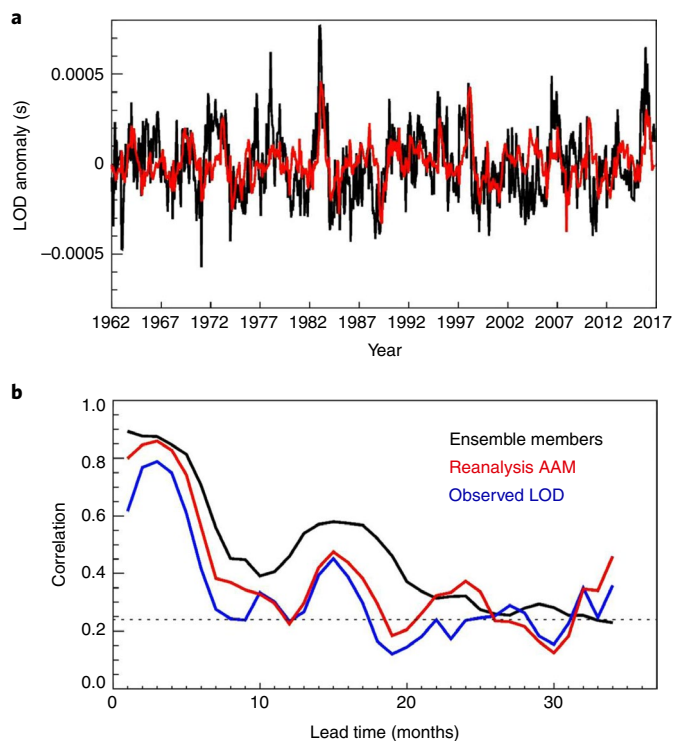 a
0.0005
0
−0.0005
LOD anomaly (s)
1962 1967 1972 1977 1982 1987 1992 1997 2002 2007 2012 2017
Year
b
1.0
0.8
0.6
0.4
0.2
0.0
Correlation
Ensemble members
Reanalysis AAM
Observed LOD
0 10 20 30
Lead time (months)